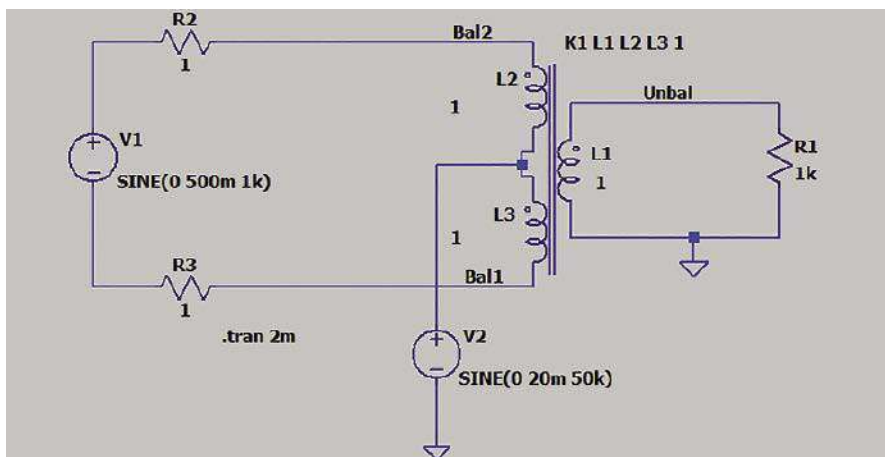 R2
1
Bal2
K1 L1 L2 L3 1
L2
1
Unbal
V1
SINE(0 500m 1k)
L1
1
R1
1k
L3
1
R3
1
Bal1
.tran 2m
V2
SINE(0 20m 50k)